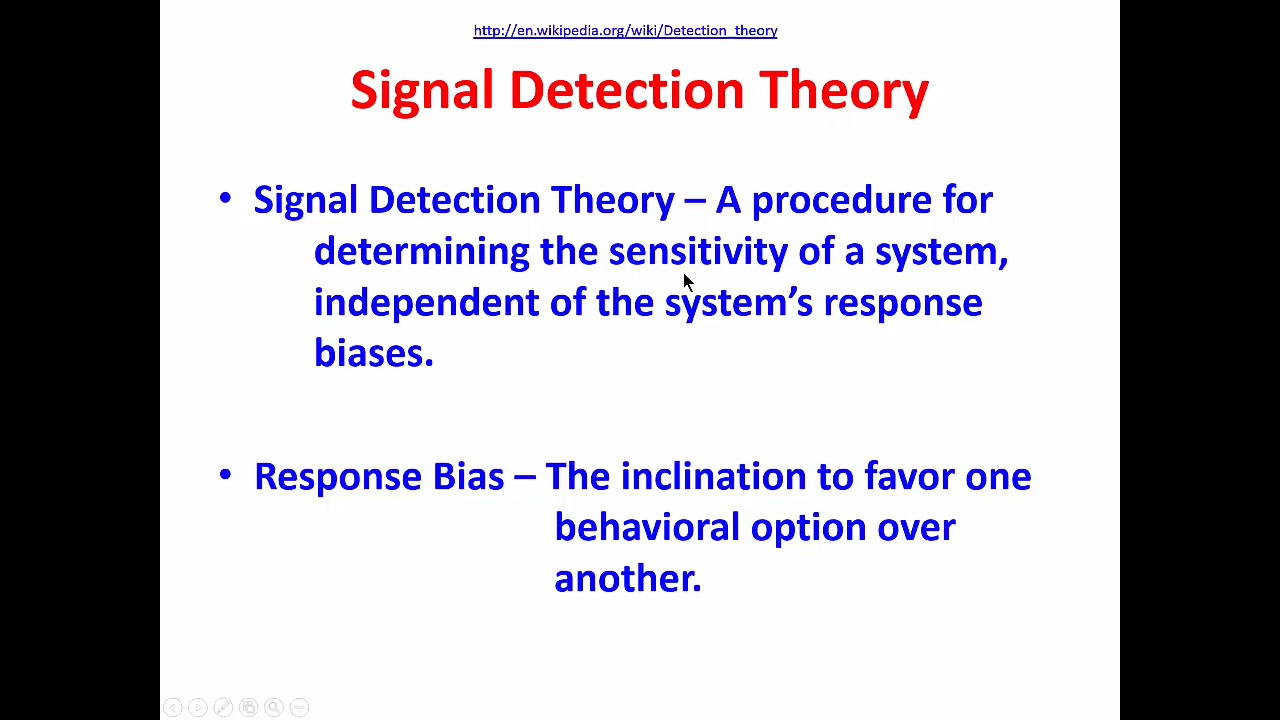 http://en.wikipedia.org/wiki/Detection_theory
Signal Detection Theory
• Signal Detection Theory – A procedure for
determining the sensitivity of a system,
independent of the system’s response
biases.
• Response Bias – The inclination to favor one
behavioral option over
another.